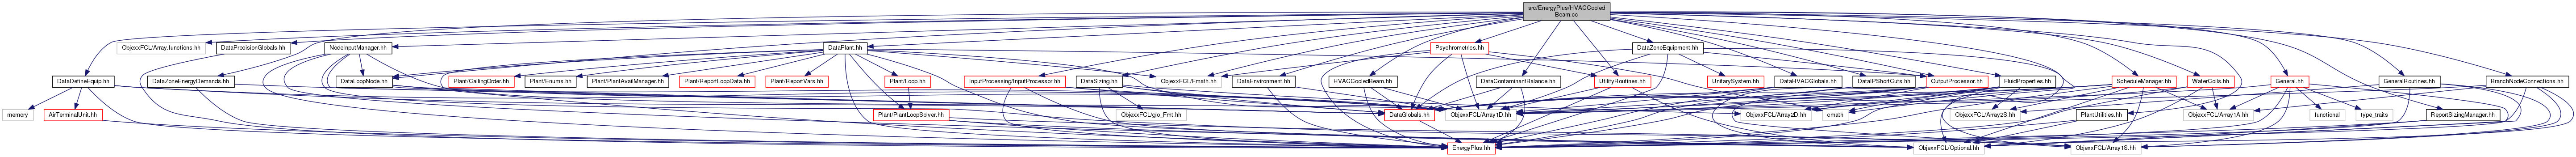 src/EnergyPlus/HVACCooled
Beam.cc
ObjexxFCL/Array.functions.hh
DataPrecisionGlobals.hh
NodeInputManager.hh
DataPlant.hh
Psychrometrics.hh
DataZoneEquipment.hh
DataDefineEquip.hh
DataZoneEnergyDemands.hh
DataLoopNode.hh
Plant/CallingOrder.hh
Plant/Enums.hh
Plant/PlantAvailManager.hh
Plant/ReportLoopData.hh
Plant/ReportVars.hh
Plant/Loop.hh
InputProcessing/InputProcessor.hh
DataSizing.hh
ObjexxFCL/Fmath.hh
DataEnvironment.hh
HVACCooledBeam.hh
DataContaminantBalance.hh
UtilityRoutines.hh
UnitarySystem.hh
DataHVACGlobals.hh
DataIPShortCuts.hh
OutputProcessor.hh
FluidProperties.hh
ScheduleManager.hh
WaterCoils.hh
General.hh
GeneralRoutines.hh
BranchNodeConnections.hh
memory
AirTerminalUnit.hh
Plant/PlantLoopSolver.hh
ObjexxFCL/gio_Fmt.hh
DataGlobals.hh
ObjexxFCL/Array1D.hh
ObjexxFCL/Array2D.hh
cmath
ObjexxFCL/Array2S.hh
PlantUtilities.hh
ObjexxFCL/Array1A.hh
functional
type_traits
ReportSizingManager.hh
EnergyPlus.hh
ObjexxFCL/Optional.hh
ObjexxFCL/Array1S.hh